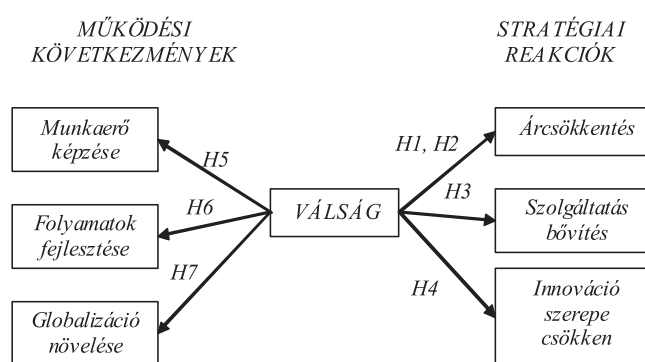 MŰKÖDÉSI
KÖVETKEZMÉNYEK
STRATÉGIAI
REAKCIÓK
Munkaerő
képzése
Folyamatok
fejlesztése
Globalizáció
növelése
H5
H6
H7
VÁLSÁG
H1, H2
H3
H4
Árcsökkentés
Szolgáltatás
bővítés
Innováció
szerepe
csökken